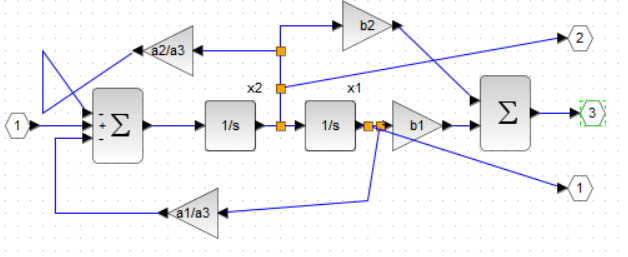 b2
a2/a3
2
x2
x1
-
+
-
Σ
1
1/s
1/s
b1
Σ
3
1
a1/a3